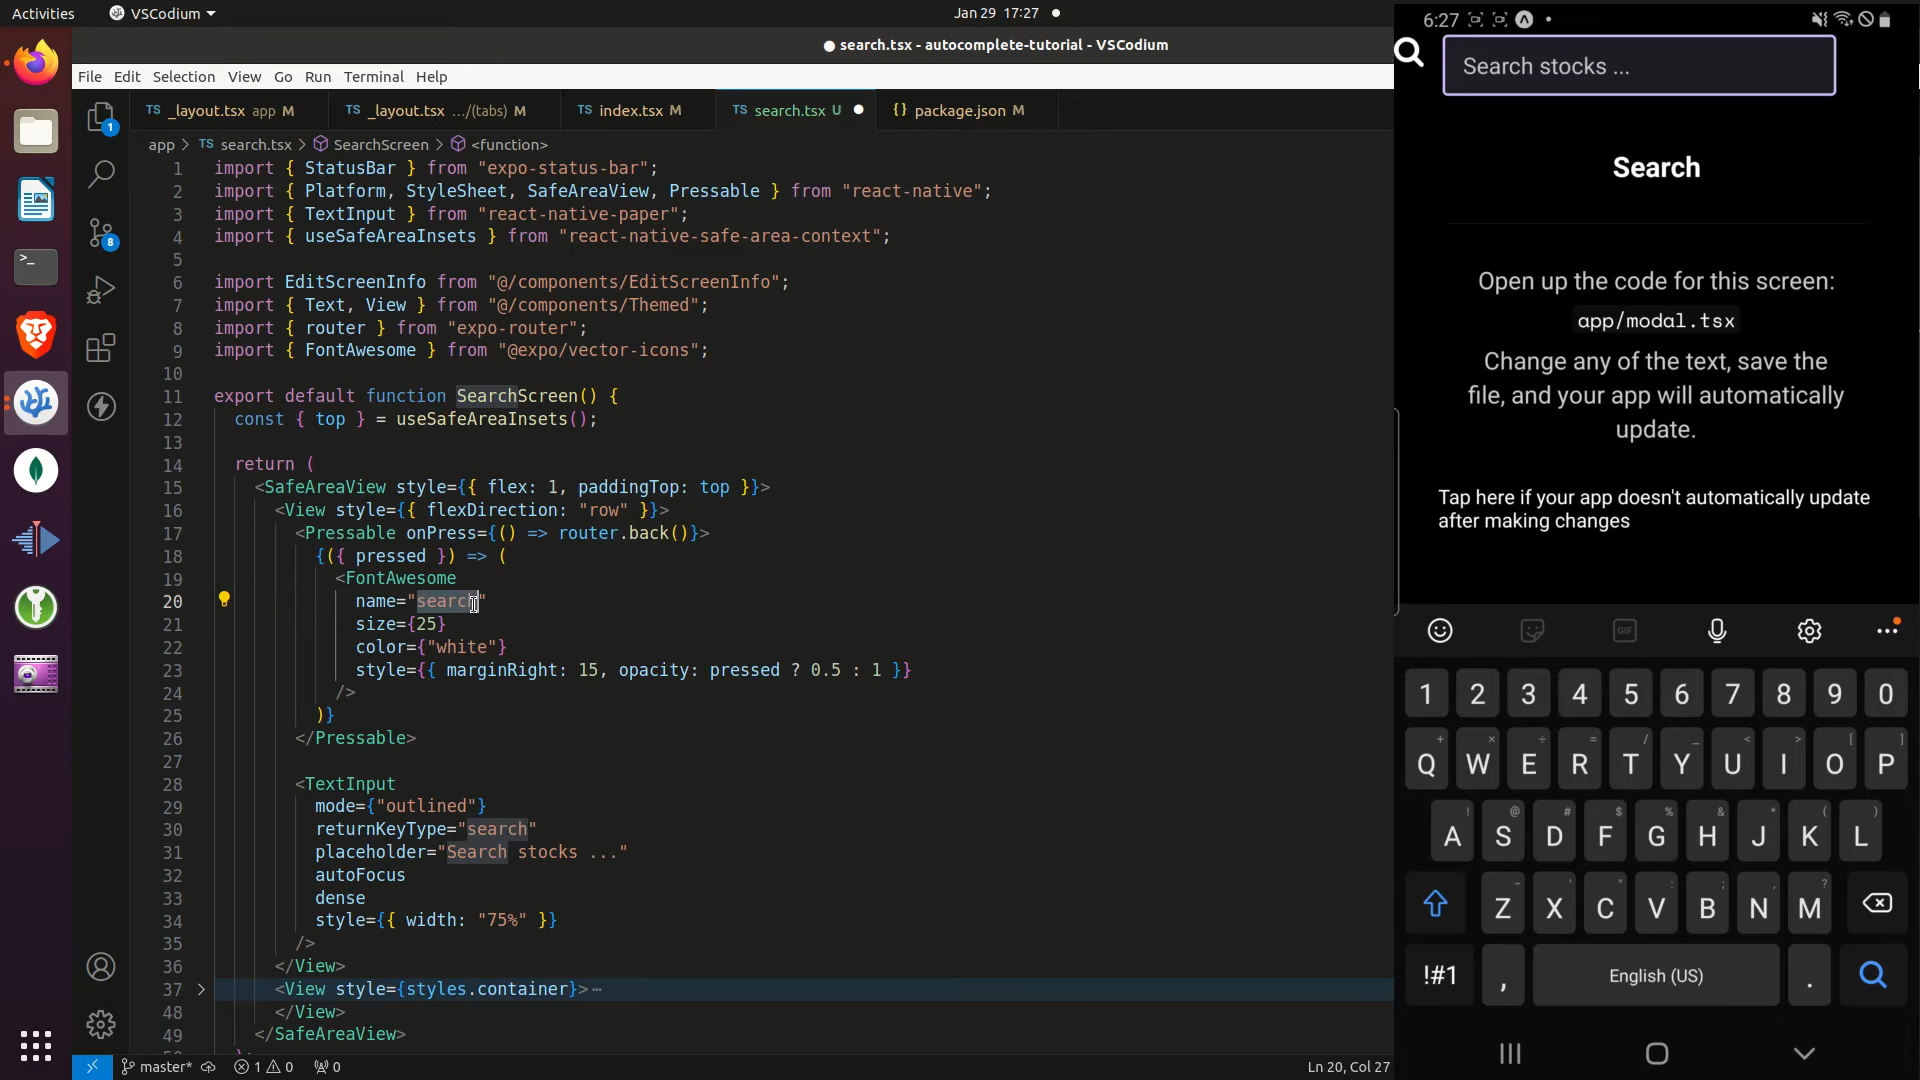 Activities
VSCodium
Jan 29 17:27
search.tsx - autocomplete-tutorial - VSCodium
File Edit Selection View Go Run Terminal Help
TS _layout.tsx app M
TS _layout.tsx .../(tabs) M
TS index.tsx M
TS search.tsx U
{} package.json M
app > TS search.tsx > SearchScreen > <function>
1 import { StatusBar } from "expo-status-bar";
2 import { Platform, StyleSheet, SafeAreaView, Pressable } from "react-native";
3 import { TextInput } from "react-native-paper";
4 import { useSafeAreaInsets } from "react-native-safe-area-context";
5
6 import EditScreenInfo from "@/components/EditScreenInfo";
7 import { Text, View } from "@/components/Themed";
8 import { router } from "expo-router";
9 import { FontAwesome } from "@expo/vector-icons";
10
11 export default function SearchScreen() {
12 const { top } = useSafeAreaInsets();
13
14 return (
15 <SafeAreaView style={{ flex: 1, paddingTop: top }}>
16 <View style={{ flexDirection: "row" }}>
17 <Pressable onPress={() => router.back()}>
18 {({ pressed }) => (
19 <FontAwesome
20 name="search"
21 size={25}
22 color={"white"}
23 style={{ marginRight: 15, opacity: pressed ? 0.5 : 1 }}
24 />
25 )}
26 </Pressable>
27
28 <TextInput
29 mode={"outlined"}
30 returnKeyType="search"
31 placeholder="Search stocks ..."
32 autoFocus
33 dense
34 style={{ width: "75%" }}
35 />
36 </View>
37 <View style={styles.container}>
48 </View>
49 </SafeAreaView>
1
8
master*
1 0
0
Ln 20, Col 27
6:27
Search stocks ...
Search
Open up the code for this screen:
app/modal.tsx
Change any of the text, save the
file, and your app will automatically
update.
Tap here if your app doesn't automatically update
after making changes
GIF
1 2 3 4 5 6 7 8 9 0
Q W E R T Y U I O P
A S D F G H J K L
Z X C V B N M
!#1 , English (US) .